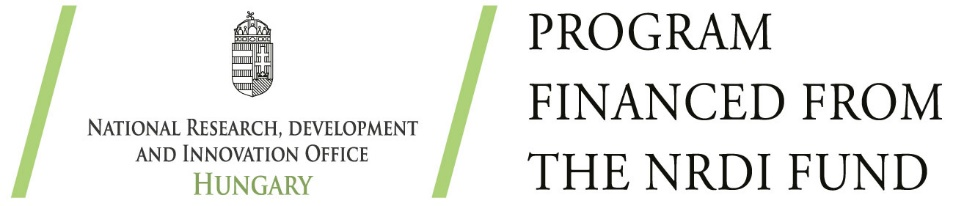 NATIONAL RESEARCH, DEVELOPMENT
AND INNOVATION OFFICE
HUNGARY
PROGRAM
FINANCED FROM
THE NRDI FUND